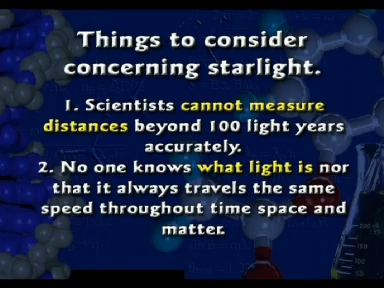 Things to consider
concerning starlight.
1. Scientists cannot measure
distances beyond 100 light years
accurately.
2. No one knows what light is nor
that it always travels the same
speed throughout time space and
matter.